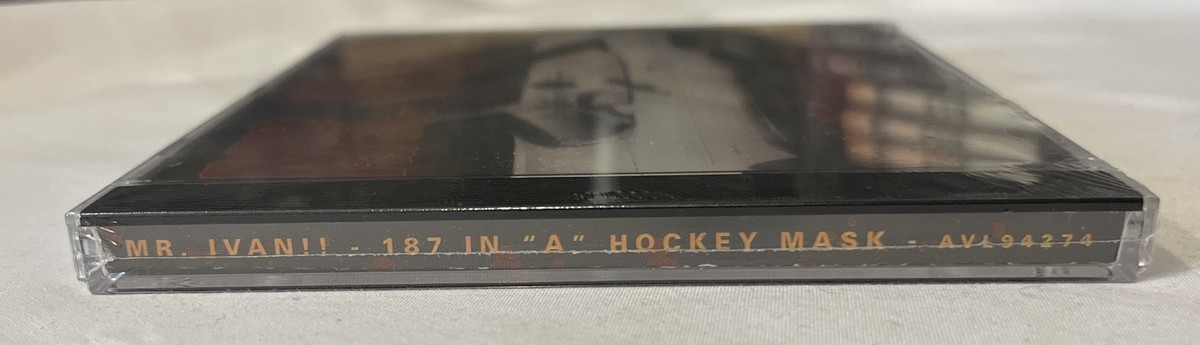 MR. IVAN!! - 187 IN "A" HOCKEY MASK - AVL94274